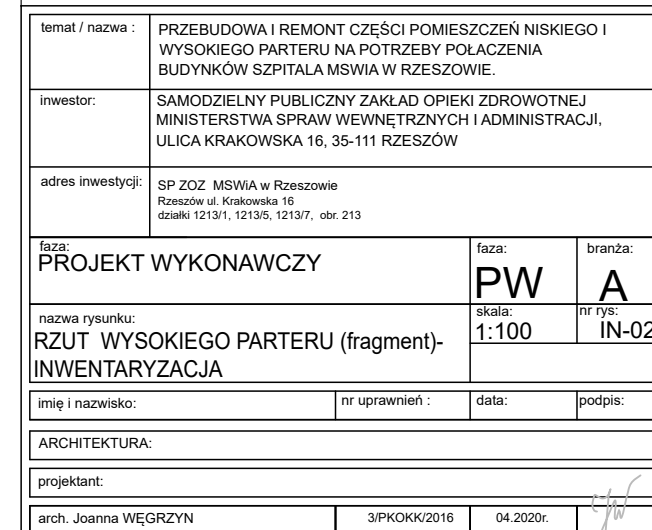 temat / nazwa :
PRZEBUDOWA I REMONT CZĘŚCI POMIESZCZEŃ NISKIEGO I
WYSOKIEGO PARTERU NA POTRZEBY POŁACZENIA
BUDYNKÓW SZPITALA MSWIA W RZESZOWIE.
inwestor:
SAMODZIELNY PUBLICZNY ZAKŁAD OPIEKI ZDROWOTNEJ
MINISTERSTWA SPRAW WEWNĘTRZNYCH I ADMINISTRACJI,
ULICA KRAKOWSKA 16, 35-111 RZESZÓW
adres inwestycji:
SP ZOZ MSWiA w Rzeszowie
Rzeszów ul. Krakowska 16
działki 1213/1, 1213/5, 1213/7, obr. 213
faza:
PROJEKT WYKONAWCZY
faza:
PW
branża:
A
nazwa rysunku:
RZUT WYSOKIEGO PARTERU (fragment)-
INWENTARYZACJA
skala:
1:100
nr rys:
IN-02
imię i nazwisko:
nr uprawnień :
data:
podpis:
ARCHITEKTURA:
projektant:
arch. Joanna WĘGRZYN
3/PKOKK/2016
04.2020r.